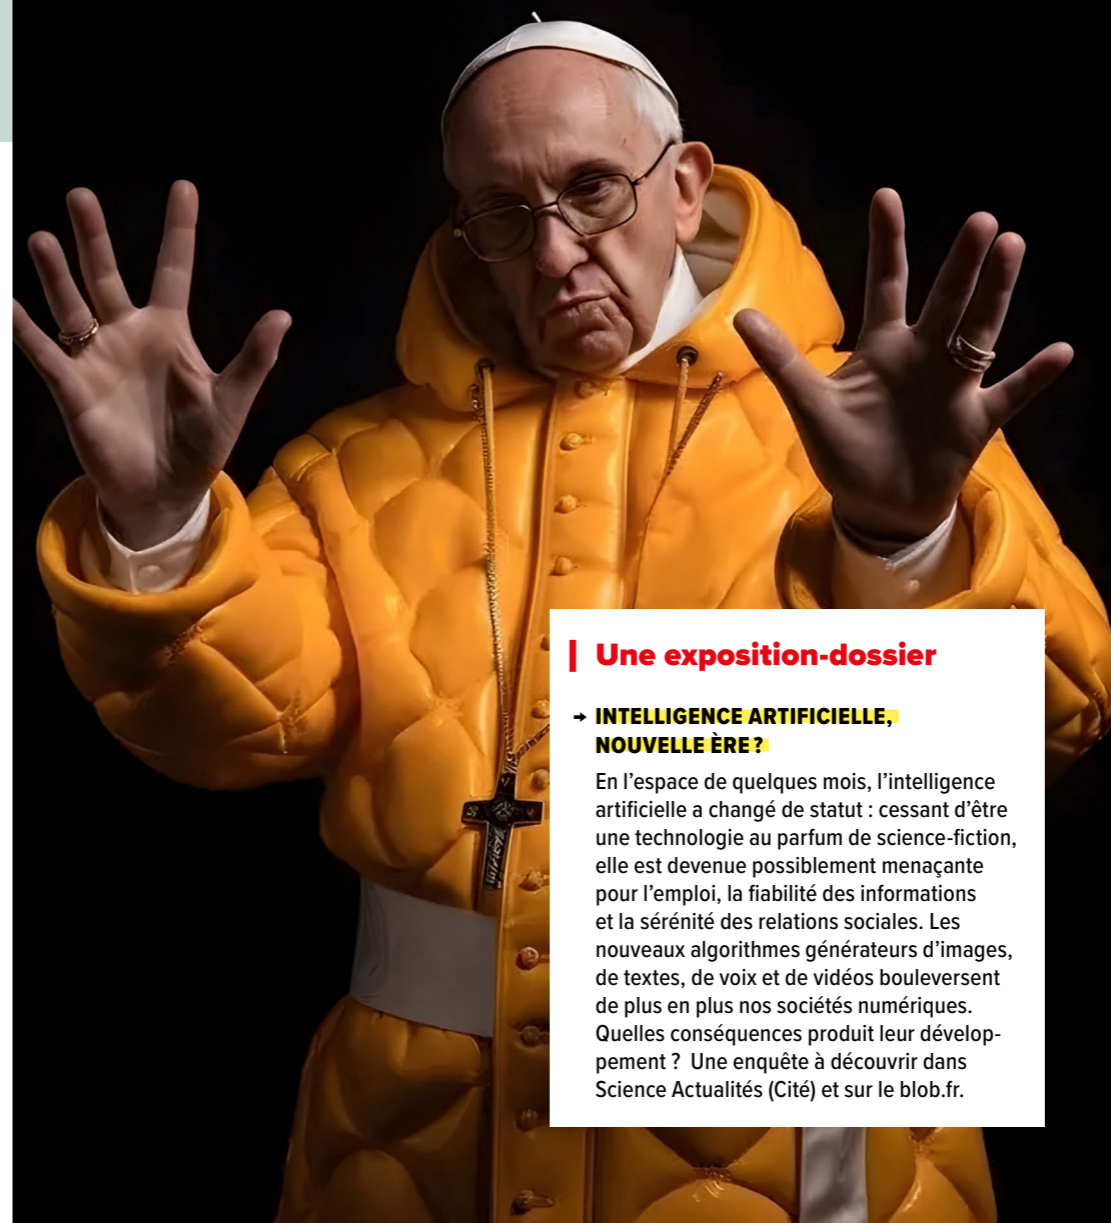 Une exposition-dossier
→ INTELLIGENCE ARTIFICIELLE,
NOUVELLE ÈRE ?
En l’espace de quelques mois, l’intelligence
artificielle a changé de statut : cessant d’être
une technologie au parfum de science-fiction,
elle est devenue possiblement menaçante
pour l’emploi, la fiabilité des informations
et la sérénité des relations sociales. Les
nouveaux algorithmes générateurs d’images,
de textes, de voix et de vidéos bouleversent
de plus en plus nos sociétés numériques.
Quelles conséquences produit leur dévelop-
pement ? Une enquête à découvrir dans
Science Actualités (Cité) et sur le blob.fr.